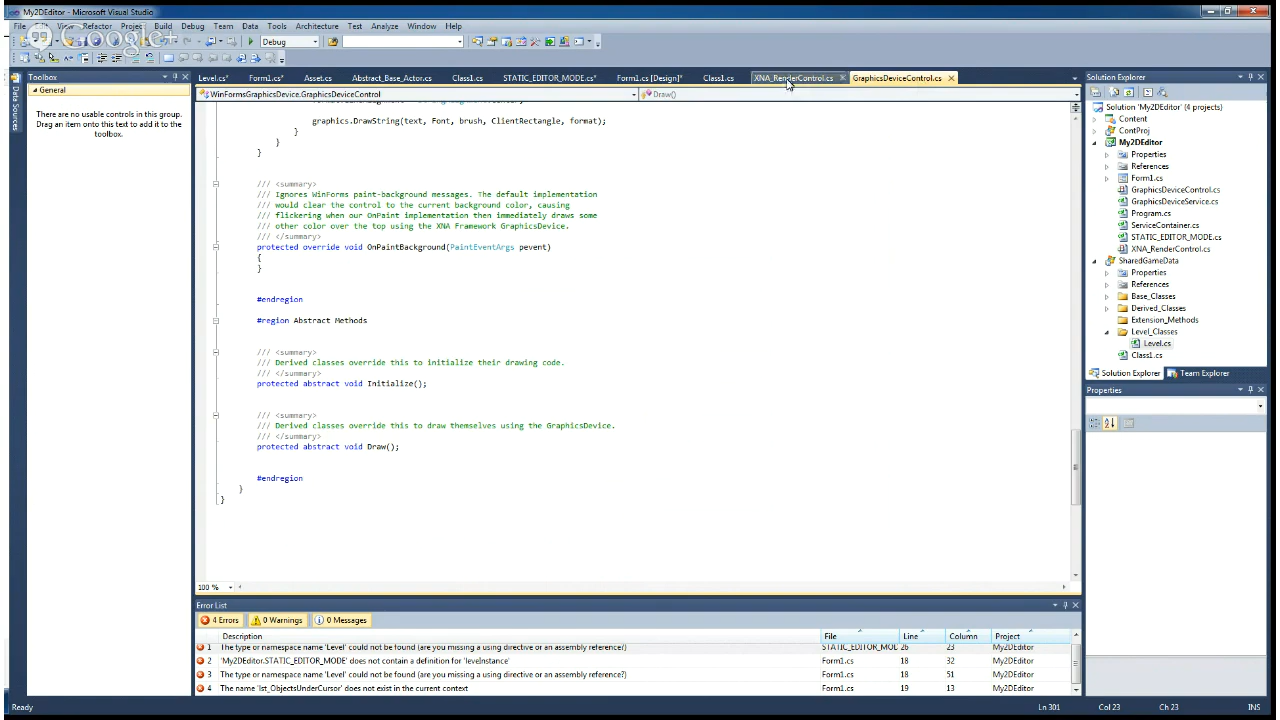 My2DEditor - Microsoft Visual Studio
File Edit View Refactor Project Build Debug Team Data Tools Architecture Test Analyze Window Help
Google+
Debug
Toolbox
General
There are no usable controls in this group.
Drag an item onto this text to add it to the
toolbox.
Data Sources
Level.cs* Form1.cs* Asset.cs Abstract_Base_Actor.cs Class1.cs STATIC_EDITOR_MODE.cs* Form1.cs [Design]* Class1.cs XNA_RenderControl.cs GraphicsDeviceControl.cs
WinFormsGraphicsDevice.GraphicsDeviceControl Draw()
graphics.DrawString(text, Font, brush, ClientRectangle, format);
}
}
}
/// <summary>
/// Ignores WinForms paint-background messages. The default implementation
/// would clear the control to the current background color, causing
/// flickering when our OnPaint implementation then immediately draws some
/// other color over the top using the XNA Framework GraphicsDevice.
/// </summary>
protected override void OnPaintBackground(PaintEventArgs pevent)
{
}
#endregion
#region Abstract Methods
/// <summary>
/// Derived classes override this to initialize their drawing code.
/// </summary>
protected abstract void Initialize();
/// <summary>
/// Derived classes override this to draw themselves using the GraphicsDevice.
/// </summary>
protected abstract void Draw();
#endregion
}
}
100 %
Solution Explorer
Solution 'My2DEditor' (4 projects)
Content
ContProj
My2DEditor
Properties
References
Form1.cs
GraphicsDeviceControl.cs
GraphicsDeviceService.cs
Program.cs
ServiceContainer.cs
STATIC_EDITOR_MODE.cs
XNA_RenderControl.cs
SharedGameData
Properties
References
Base_Classes
Derived_Classes
Extension_Methods
Level_Classes
Level.cs
Class1.cs
Solution Explorer Team Explorer
Properties
Error List
4 Errors 0 Warnings 0 Messages
Description File Line Column Project
1 The type or namespace name 'Level' could not be found (are you missing a using directive or an assembly reference?) STATIC_EDITOR_MOD 26 23 My2DEditor
2 'My2DEditor.STATIC_EDITOR_MODE' does not contain a definition for 'levelInstance' Form1.cs 18 32 My2DEditor
3 The type or namespace name 'Level' could not be found (are you missing a using directive or an assembly reference?) Form1.cs 18 51 My2DEditor
4 The name 'lst_ObjectsUnderCursor' does not exist in the current context Form1.cs 19 13 My2DEditor
Ready Ln 301 Col 23 Ch 23 INS